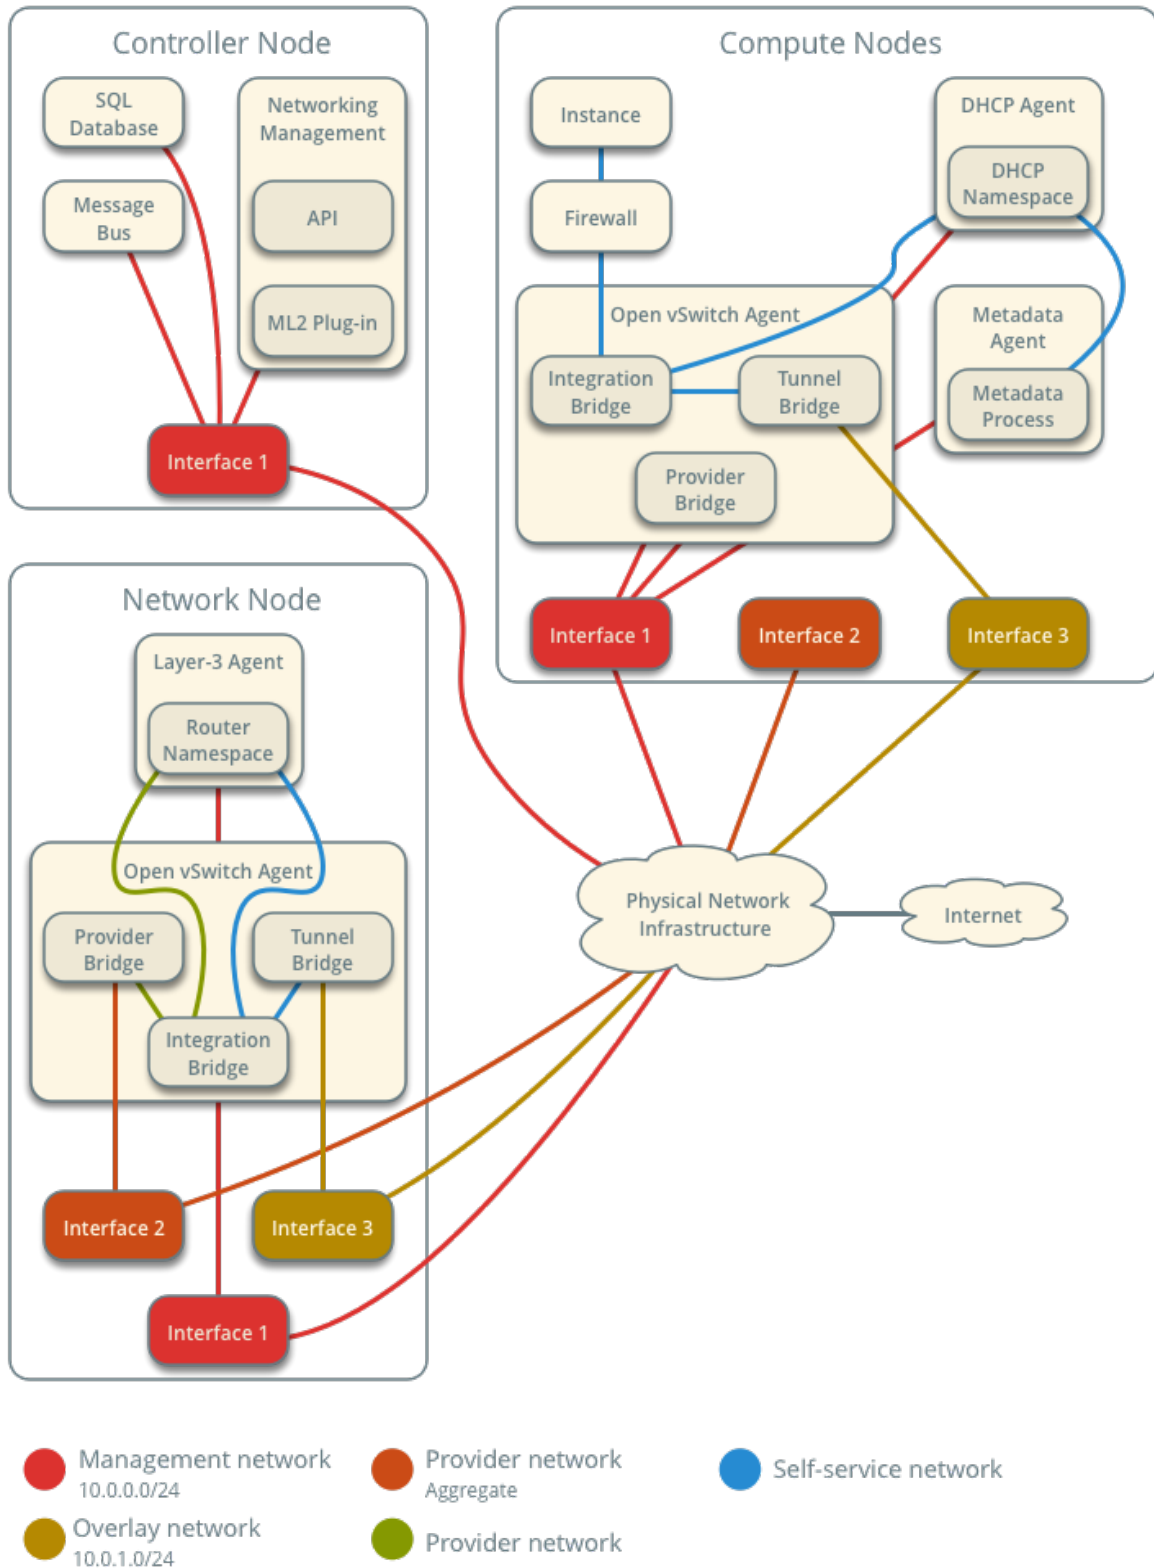 Controller Node
SQL
Database
Networking
Management
Message
Bus
API
ML2 Plug-in
Interface 1
Compute Nodes
Instance
DHCP Agent
DHCP
Namespace
Firewall
Open vSwitch Agent
Metadata
Agent
Integration
Bridge
Tunnel
Bridge
Metadata
Process
Provider
Bridge
Interface 1
Interface 2
Interface 3
Network Node
Layer-3 Agent
Router
Namespace
Open vSwitch Agent
Provider
Bridge
Tunnel
Bridge
Integration
Bridge
Interface 2
Interface 3
Interface 1
Physical Network
Infrastructure
Internet
Management network
10.0.0.0/24
Provider network
Aggregate
Self-service network
Overlay network
10.0.1.0/24
Provider network